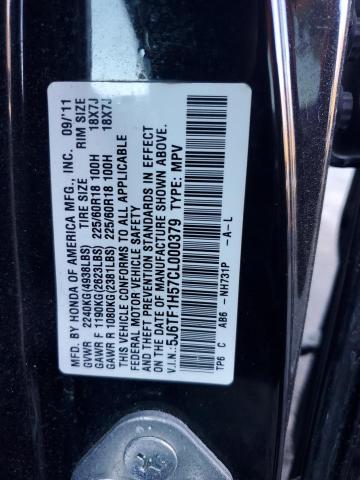 MFD. BY HONDA OF AMERICA MFG., INC. 09/'11
GVWR 2240KG(4938LBS) TIRE SIZE RIM SIZE
GAWR F 1190KG(2623LBS) 225/60R18 100H 18X7J
GAWR R 1080KG(2381LBS) 225/60R18 100H 18X7J
THIS VEHICLE CONFORMS TO ALL APPLICABLE
FEDERAL MOTOR VEHICLE SAFETY
BUMPER, AND THEFT PREVENTION STANDARDS IN EFFECT
ON THE DATE OF MANUFACTURE SHOWN ABOVE.
V.I.N.: 5J6TF1H57CL000379 TYPE: MPV
TP6 C AB6 -NH731P -A-L